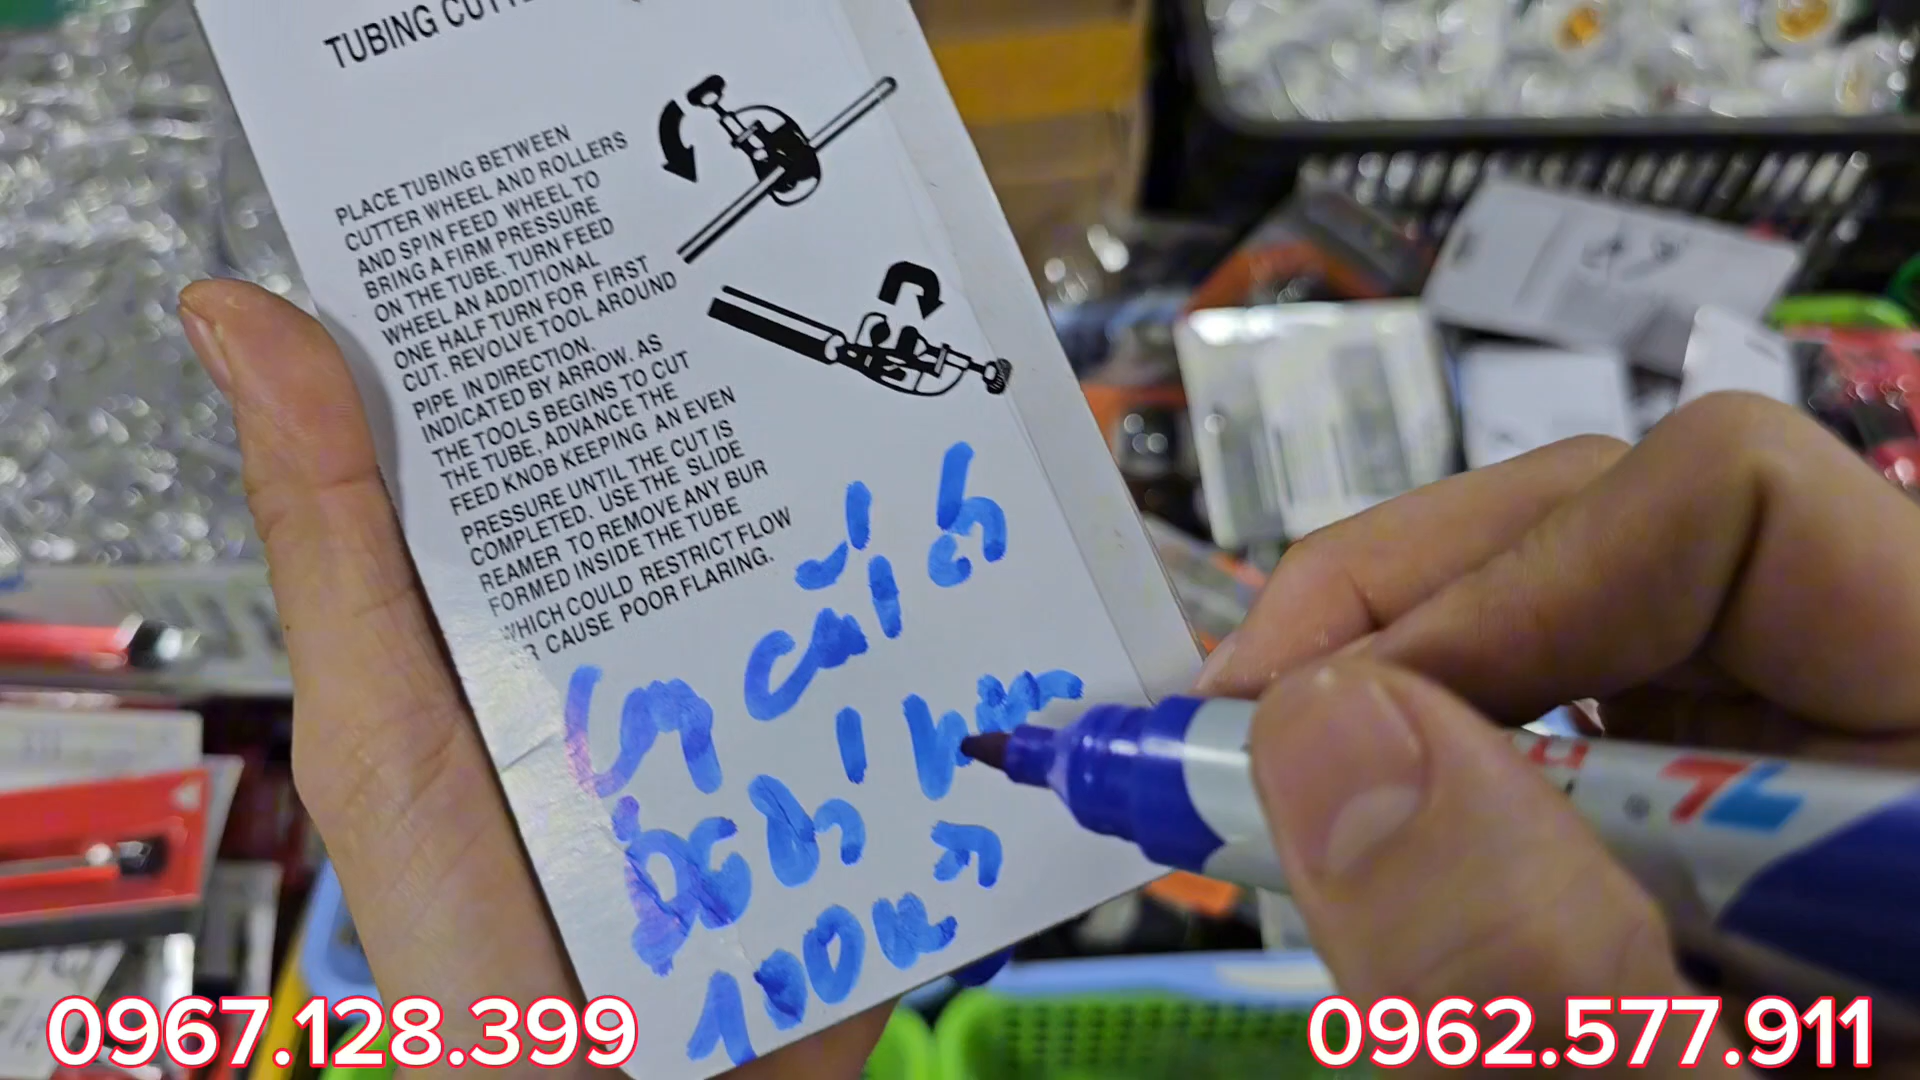 TUBING CUTTE
PLACE TUBING BETWEEN
CUTTER WHEEL AND ROLLERS
AND SPIN FEED WHEEL TO
BRING A FIRM PRESSURE
ON THE TUBE. TURN FEED
WHEEL AN ADDITIONAL
ONE HALF TURN FOR FIRST
CUT. REVOLVE TOOL AROUND
PIPE IN DIRECTION.
INDICATED BY ARROW. AS
THE TOOLS BEGINS TO CUT
THE TUBE, ADVANCE THE
FEED KNOB KEEPING AN EVEN
PRESSURE UNTIL THE CUT IS
COMPLETED. USE THE SLIDE
REAMER TO REMOVE ANY BUR
FORMED INSIDE THE TUBE
WHICH COULD RESTRICT FLOW
OR CAUSE POOR FLARING.
100k
0967.128.399
0962.577.911